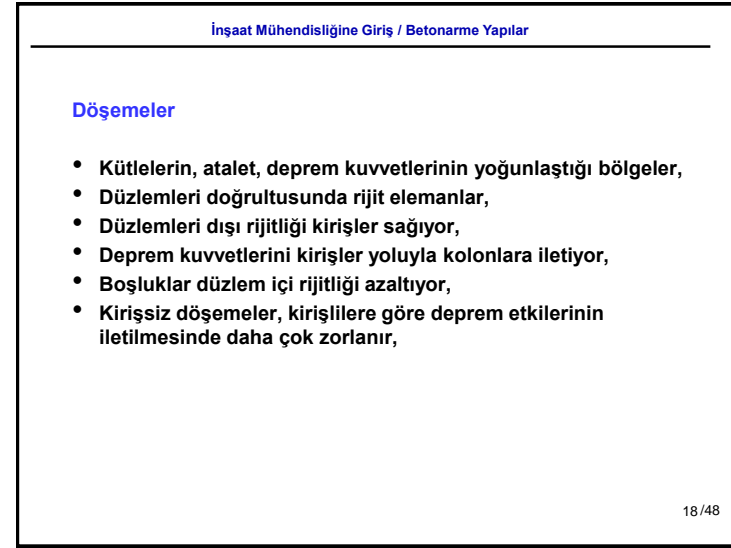 İnşaat Mühendisliğine Giriş / Betonarme Yapılar
Döşemeler
• Kütlelerin, atalet, deprem kuvvetlerinin yoğunlaştığı bölgeler,
• Düzlemleri doğrultusunda rijit elemanlar,
• Düzlemleri dışı rijitliği kirişler sağıyor,
• Deprem kuvvetlerini kirişler yoluyla kolonlara iletiyor,
• Boşluklar düzlem içi rijitliği azaltıyor,
• Kirişsiz döşemeler, kirişlilere göre deprem etkilerinin
iletilmesinde daha çok zorlanır,
18/48